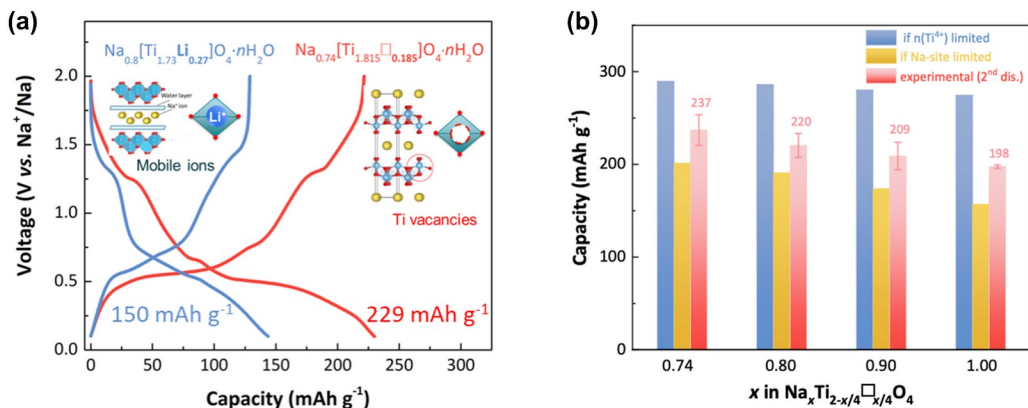 (a)
Na0.8[Ti1.73Li0.27]O4·nH2O
Na0.74[Ti1.815□0.185]O4·nH2O
Water layer
Na+ion
Li+
Mobile ions
Ti vacancies
150 mAh g-1
229 mAh g-1
Voltage (V vs. Na+/Na)
2.0
1.5
1.0
0.5
0.0
0 50 100 150 200 250 300
Capacity (mAh g-1)
(b)
if n(Ti4+) limited
if Na-site limited
experimental (2nd dis.)
237
220
209
198
Capacity (mAh g-1)
300
200
100
0
0.74 0.80 0.90 1.00
x in NaxTi2-x/4□x/4O4